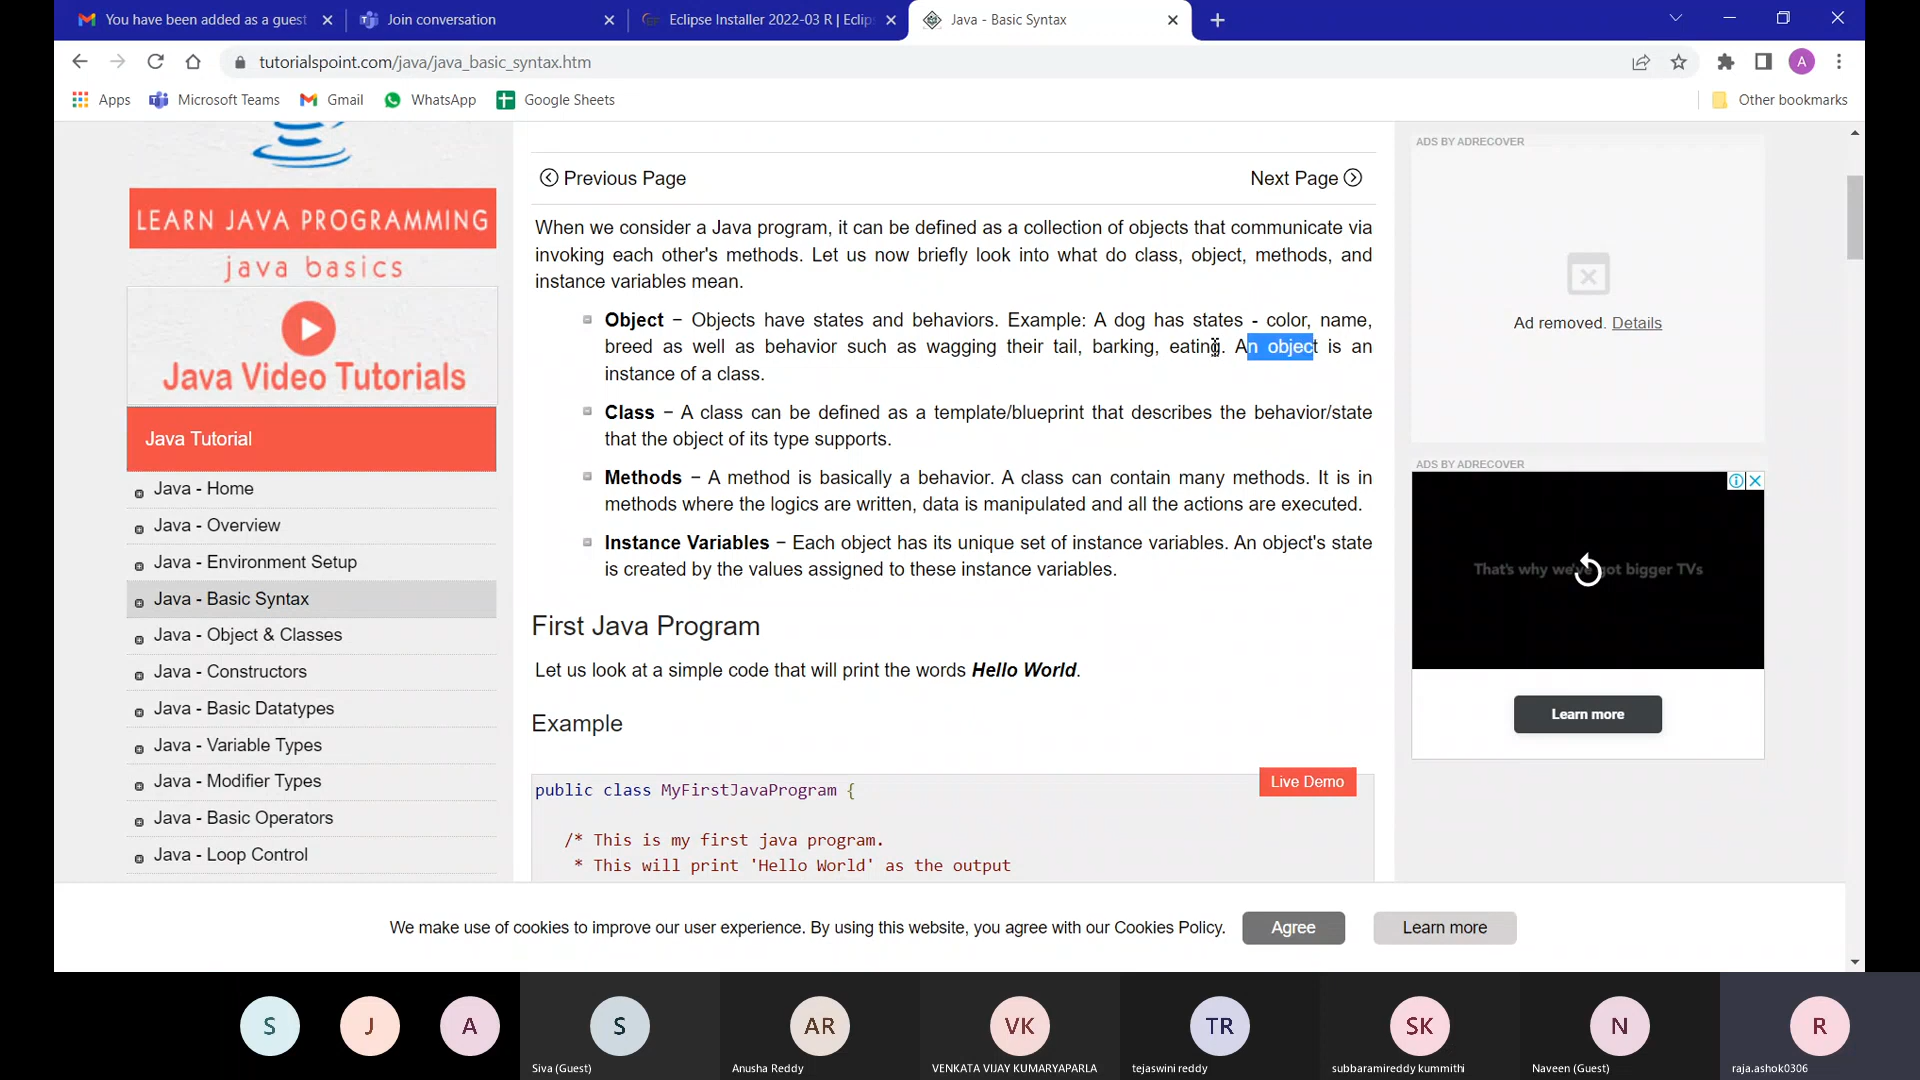 You have been added as a guest
Join conversation
Eclipse Installer 2022-03 R | Eclip
Java - Basic Syntax
tutorialspoint.com/java/java_basic_syntax.htm
A
Apps
Microsoft Teams
Gmail
WhatsApp
Google Sheets
Other bookmarks
LEARN JAVA PROGRAMMING
java basics
Java Video Tutorials
Java Tutorial
Java - Home
Java - Overview
Java - Environment Setup
Java - Basic Syntax
Java - Object & Classes
Java - Constructors
Java - Basic Datatypes
Java - Variable Types
Java - Modifier Types
Java - Basic Operators
Java - Loop Control
Previous Page
Next Page
When we consider a Java program, it can be defined as a collection of objects that communicate via
invoking each other's methods. Let us now briefly look into what do class, object, methods, and
instance variables mean.
Object − Objects have states and behaviors. Example: A dog has states - color, name,
breed as well as behavior such as wagging their tail, barking, eating. An object is an
instance of a class.
Class − A class can be defined as a template/blueprint that describes the behavior/state
that the object of its type supports.
Methods − A method is basically a behavior. A class can contain many methods. It is in
methods where the logics are written, data is manipulated and all the actions are executed.
Instance Variables − Each object has its unique set of instance variables. An object's state
is created by the values assigned to these instance variables.
First Java Program
Let us look at a simple code that will print the words Hello World.
Example
Live Demo
public class MyFirstJavaProgram {
/* This is my first java program.
* This will print 'Hello World' as the output
ADS BY ADRECOVER
Ad removed. Details
ADS BY ADRECOVER
That's why we've got bigger TVs
Learn more
We make use of cookies to improve our user experience. By using this website, you agree with our Cookies Policy.
Agree
Learn more
S
J
A
S
AR
VK
TR
SK
N
R
Siva (Guest)
Anusha Reddy
VENKATA VIJAY KUMARYAPARLA
tejaswini reddy
subbaramireddy kummithi
Naveen (Guest)
raja.ashok0306